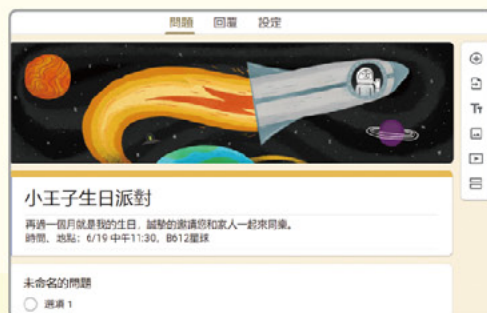 問題 回覆 設定
小王子生日派對
再過一個月就是我的生日，誠摯的邀請您和家人一起來同樂。
時間、地點：6/19 中午11:30，B612星球
未命名的問題
選項 1
Tт